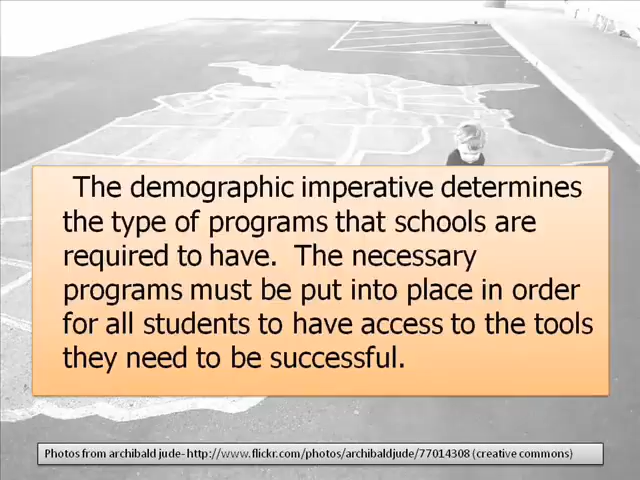 The demographic imperative determines
the type of programs that schools are
required to have.  The necessary
programs must be put into place in order
for all students to have access to the tools
they need to be successful.
Photos from archibald jude- http://www.flickr.com/photos/archibaldjude/77014308 (creative commons)